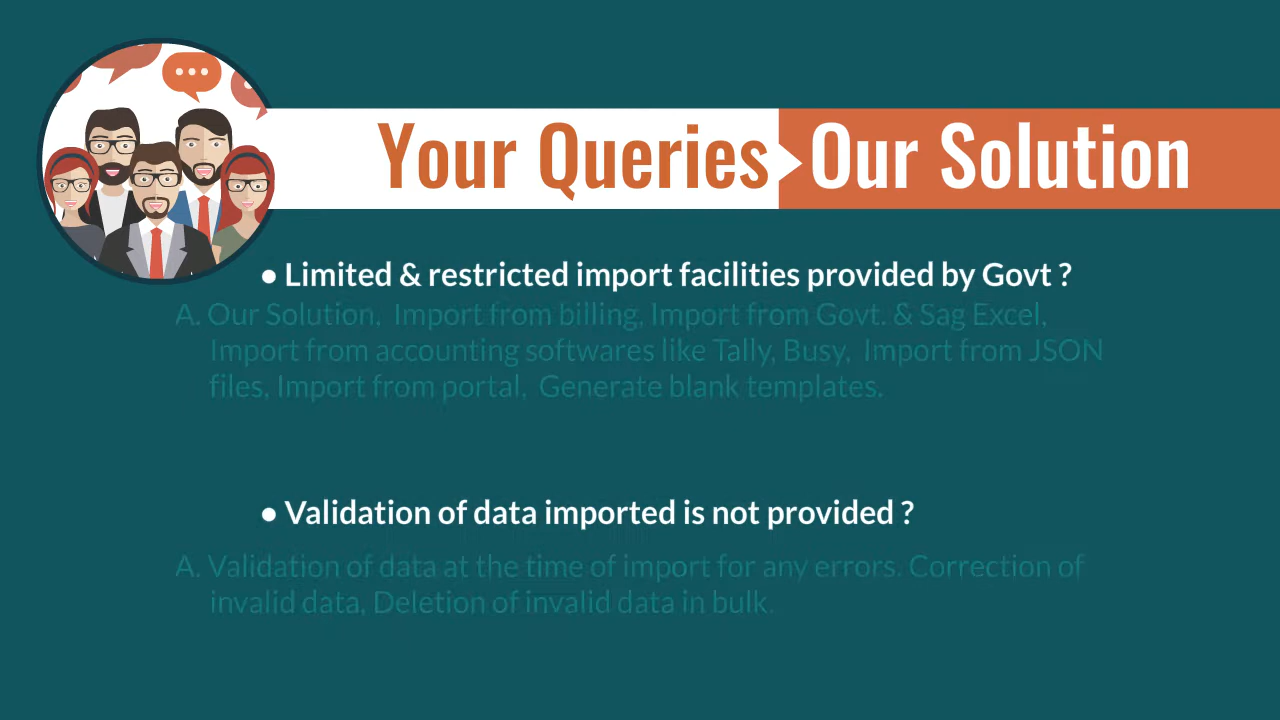 Your Queries Our Solution
• Limited & restricted import facilities provided by Govt ?
A. Our Solution, Import from billing, Import from Govt. & Sag Excel,
Import from accounting softwares like Tally, Busy, Import from JSON
files, Import from portal, Generate blank templates.
• Validation of data imported is not provided ?
A. Validation of data at the time of import for any errors. Correction of
invalid data, Deletion of invalid data in bulk.